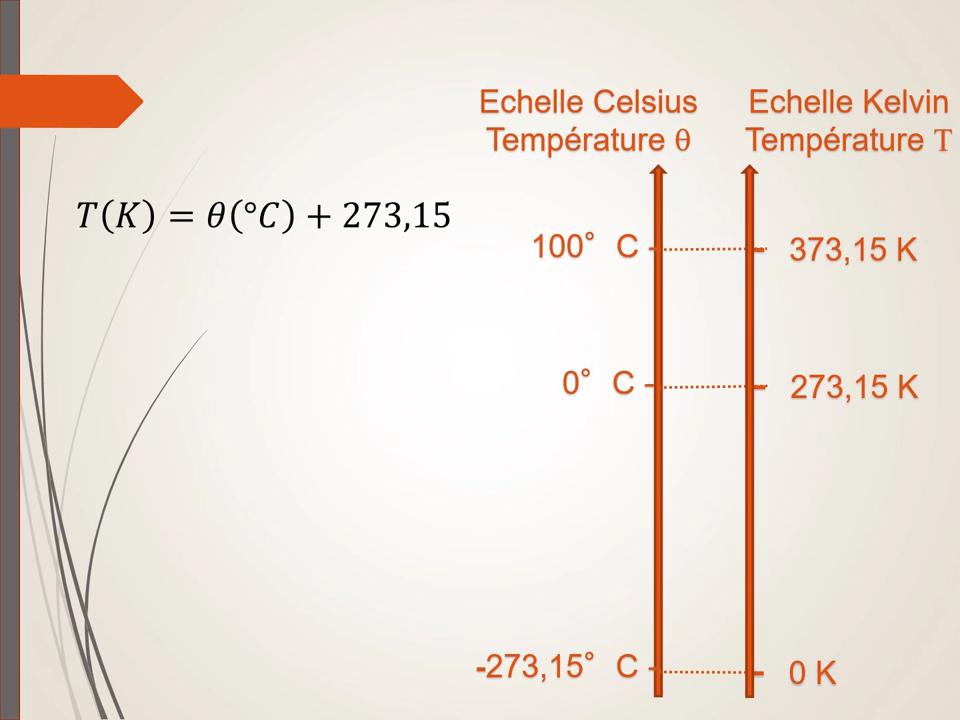 Echelle Celsius
Température θ
Echelle Kelvin
Température T
T(K) = θ(°C) + 273,15
100° C - - 373,15 K
0° C - - 273,15 K
-273,15° C - - 0 K